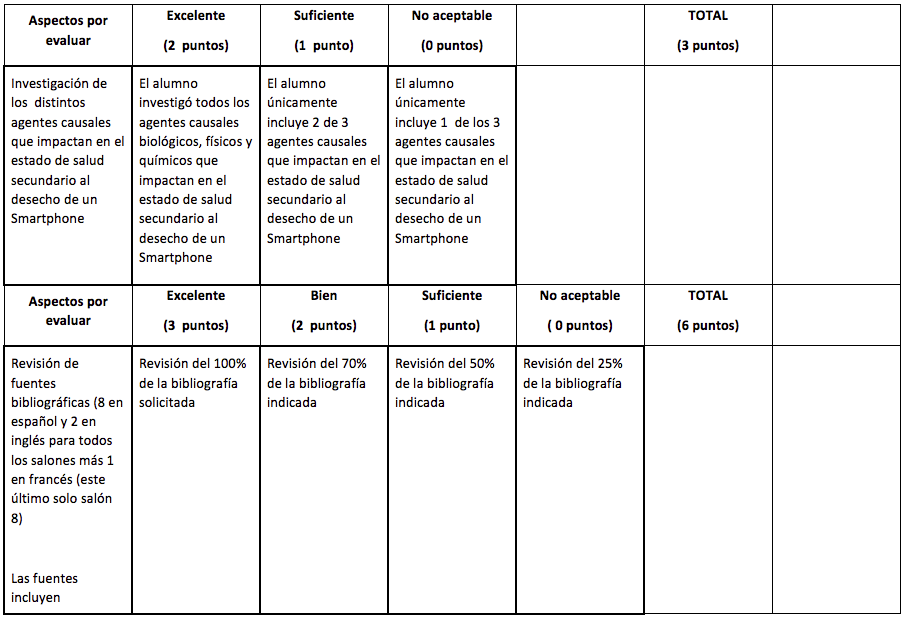 Aspectos por
evaluar
Excelente
(2 puntos)
Suficiente
(1 punto)
No aceptable
(0 puntos)
TOTAL
(3 puntos)
Investigación de
los distintos
agentes causales
que impactan en el
estado de salud
secundario al
desecho de un
Smartphone
El alumno
investigó todos los
agentes causales
biológicos, físicos y
químicos que
impactan en el
estado de salud
secundario al
desecho de un
Smartphone
El alumno
únicamente
incluye 2 de 3
agentes causales
que impactan en el
estado de salud
secundario al
desecho de un
Smartphone
El alumno
únicamente
incluye 1 de los 3
agentes causales
que impactan en el
estado de salud
secundario al
desecho de un
Smartphone
Aspectos por
evaluar
Excelente
(3 puntos)
Bien
(2 puntos)
Suficiente
(1 punto)
No aceptable
( 0 puntos)
TOTAL
(6 puntos)
Revisión de
fuentes
bibliográficas (8 en
español y 2 en
inglés para todos
los salones más 1
en francés (este
último solo salón
8)
Las fuentes
incluyen
Revisión del 100%
de la bibliografía
solicitada
Revisión del 70%
de la bibliografía
indicada
Revisión del 50%
de la bibliografía
indicada
Revisión del 25%
de la bibliografía
indicada